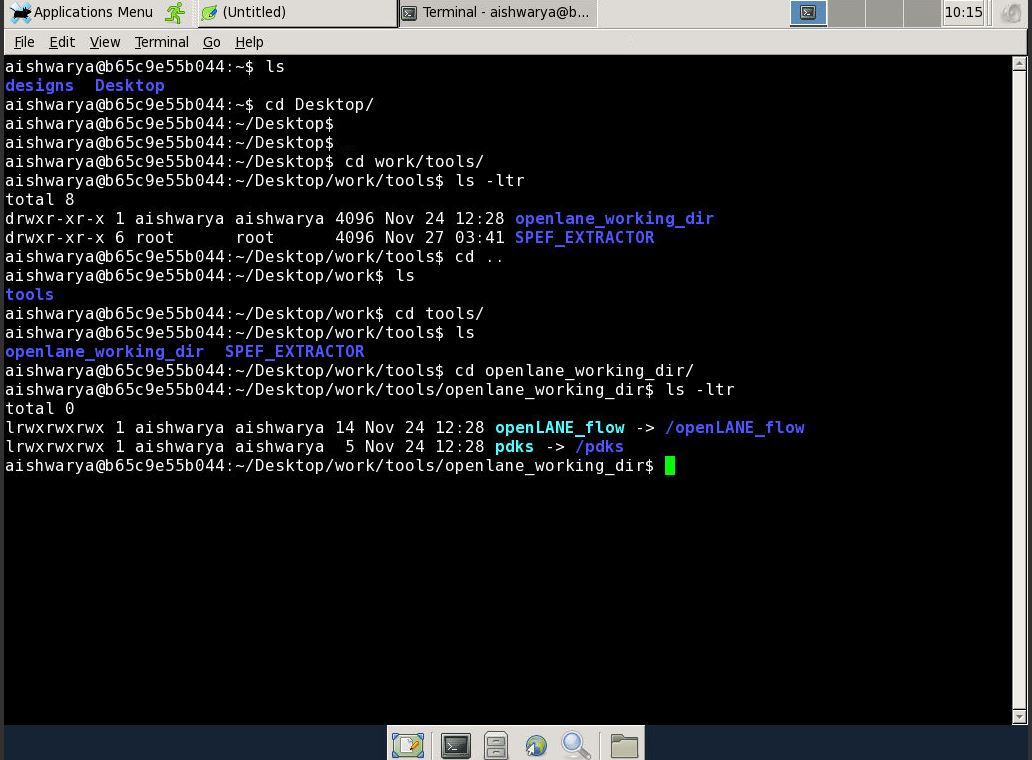 Applications Menu (Untitled) Terminal - aishwarya@b... 10:15
File Edit View Terminal Go Help
aishwarya@b65c9e55b044:~$ ls
designs  Desktop
aishwarya@b65c9e55b044:~$ cd Desktop/
aishwarya@b65c9e55b044:~/Desktop$
aishwarya@b65c9e55b044:~/Desktop$
aishwarya@b65c9e55b044:~/Desktop$ cd work/tools/
aishwarya@b65c9e55b044:~/Desktop/work/tools$ ls -ltr
total 8
drwxr-xr-x 1 aishwarya aishwarya 4096 Nov 24 12:28 openlane_working_dir
drwxr-xr-x 6 root      root      4096 Nov 27 03:41 SPEF_EXTRACTOR
aishwarya@b65c9e55b044:~/Desktop/work/tools$ cd ..
aishwarya@b65c9e55b044:~/Desktop/work$ ls
tools
aishwarya@b65c9e55b044:~/Desktop/work$ cd tools/
aishwarya@b65c9e55b044:~/Desktop/work/tools$ ls
openlane_working_dir  SPEF_EXTRACTOR
aishwarya@b65c9e55b044:~/Desktop/work/tools$ cd openlane_working_dir/
aishwarya@b65c9e55b044:~/Desktop/work/tools/openlane_working_dir$ ls -ltr
total 0
lrwxrwxrwx 1 aishwarya aishwarya 14 Nov 24 12:28 openLANE_flow -> /openLANE_flow
lrwxrwxrwx 1 aishwarya aishwarya  5 Nov 24 12:28 pdks -> /pdks
aishwarya@b65c9e55b044:~/Desktop/work/tools/openlane_working_dir$